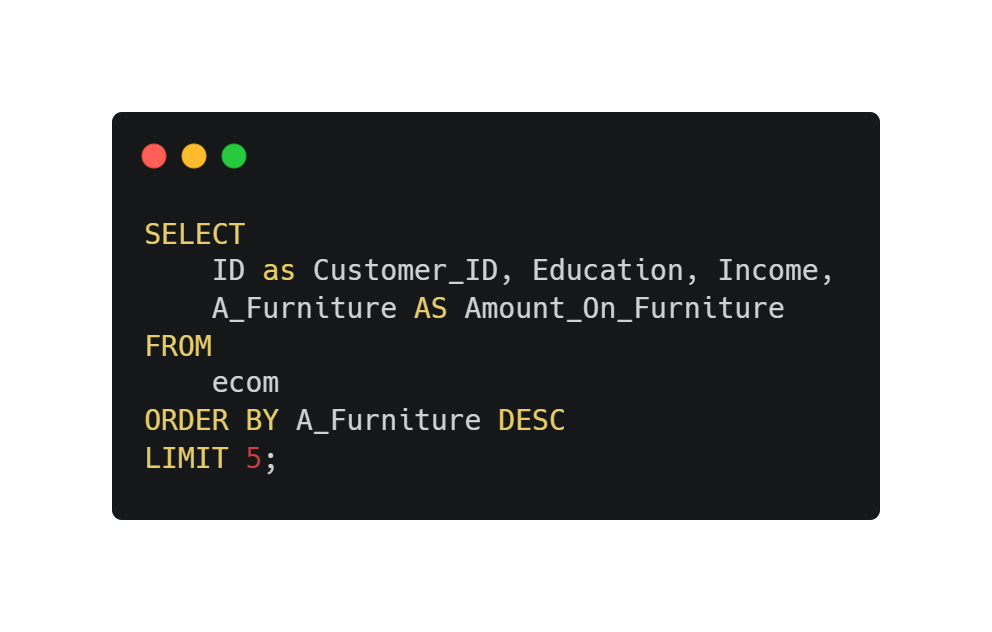 SELECT
    ID as Customer_ID, Education, Income,
    A_Furniture AS Amount_On_Furniture
FROM
    ecom
ORDER BY A_Furniture DESC
LIMIT 5;